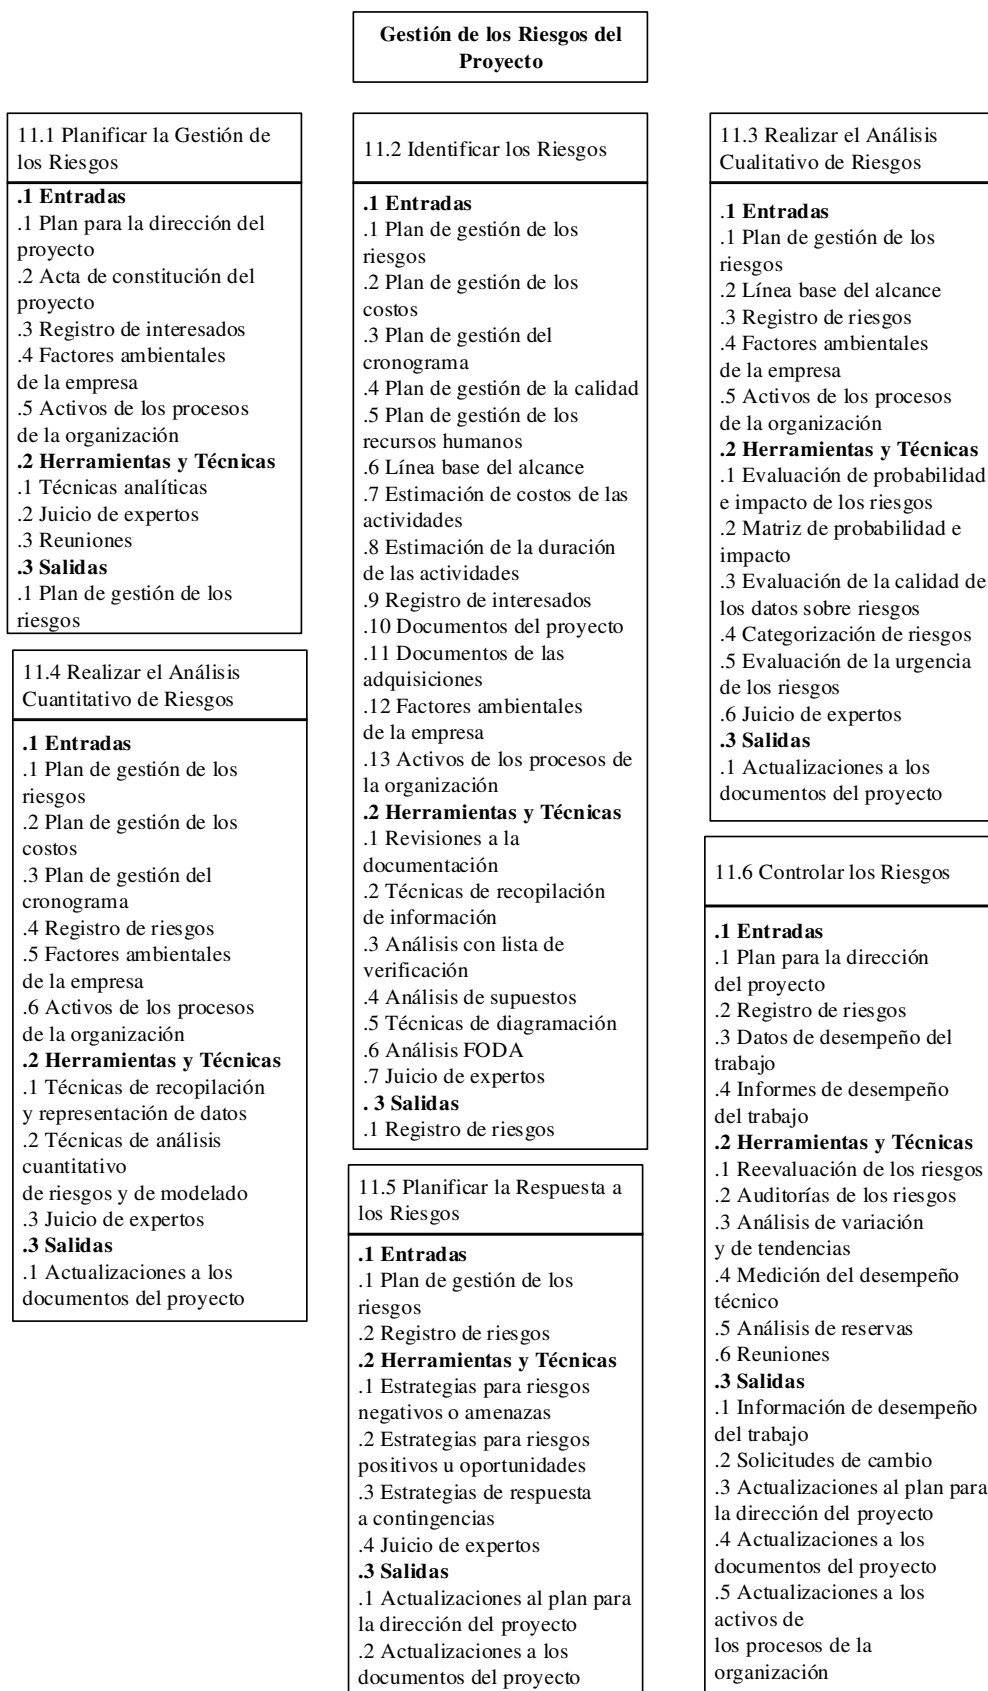 Gestión de los Riesgos del
Proyecto
11.1 Planificar la Gestión de
los Riesgos
.1 Entradas
.1 Plan para la dirección del
proyecto
.2 Acta de constitución del
proyecto
.3 Registro de interesados
.4 Factores ambientales
de la empresa
.5 Activos de los procesos
de la organización
.2 Herramientas y Técnicas
.1 Técnicas analíticas
.2 Juicio de expertos
.3 Reuniones
.3 Salidas
.1 Plan de gestión de los
riesgos
11.2 Identificar los Riesgos
.1 Entradas
.1 Plan de gestión de los
riesgos
.2 Plan de gestión de los
costos
.3 Plan de gestión del
cronograma
.4 Plan de gestión de la calidad
.5 Plan de gestión de los
recursos humanos
.6 Línea base del alcance
.7 Estimación de costos de las
actividades
.8 Estimación de la duración
de las actividades
.9 Registro de interesados
.10 Documentos del proyecto
.11 Documentos de las
adquisiciones
.12 Factores ambientales
de la empresa
.13 Activos de los procesos de
la organización
.2 Herramientas y Técnicas
.1 Revisiones a la
documentación
.2 Técnicas de recopilación
de información
.3 Análisis con lista de
verificación
.4 Análisis de supuestos
.5 Técnicas de diagramación
.6 Análisis FODA
.7 Juicio de expertos
. 3 Salidas
.1 Registro de riesgos
11.3 Realizar el Análisis
Cualitativo de Riesgos
.1 Entradas
.1 Plan de gestión de los
riesgos
.2 Línea base del alcance
.3 Registro de riesgos
.4 Factores ambientales
de la empresa
.5 Activos de los procesos
de la organización
.2 Herramientas y Técnicas
.1 Evaluación de probabilidad
e impacto de los riesgos
.2 Matriz de probabilidad e
impacto
.3 Evaluación de la calidad de
los datos sobre riesgos
.4 Categorización de riesgos
.5 Evaluación de la urgencia
de los riesgos
.6 Juicio de expertos
.3 Salidas
.1 Actualizaciones a los
documentos del proyecto
11.4 Realizar el Análisis
Cuantitativo de Riesgos
.1 Entradas
.1 Plan de gestión de los
riesgos
.2 Plan de gestión de los
costos
.3 Plan de gestión del
cronograma
.4 Registro de riesgos
.5 Factores ambientales
de la empresa
.6 Activos de los procesos
de la organización
.2 Herramientas y Técnicas
.1 Técnicas de recopilación
y representación de datos
.2 Técnicas de análisis
cuantitativo
de riesgos y de modelado
.3 Juicio de expertos
.3 Salidas
.1 Actualizaciones a los
documentos del proyecto
11.5 Planificar la Respuesta a
los Riesgos
.1 Entradas
.1 Plan de gestión de los
riesgos
.2 Registro de riesgos
.2 Herramientas y Técnicas
.1 Estrategias para riesgos
negativos o amenazas
.2 Estrategias para riesgos
positivos u oportunidades
.3 Estrategias de respuesta
a contingencias
.4 Juicio de expertos
.3 Salidas
.1 Actualizaciones al plan para
la dirección del proyecto
.2 Actualizaciones a los
documentos del proyecto
11.6 Controlar los Riesgos
.1 Entradas
.1 Plan para la dirección
del proyecto
.2 Registro de riesgos
.3 Datos de desempeño del
trabajo
.4 Informes de desempeño
del trabajo
.2 Herramientas y Técnicas
.1 Reevaluación de los riesgos
.2 Auditorías de los riesgos
.3 Análisis de variación
y de tendencias
.4 Medición del desempeño
técnico
.5 Análisis de reservas
.6 Reuniones
.3 Salidas
.1 Información de desempeño
del trabajo
.2 Solicitudes de cambio
.3 Actualizaciones al plan para
la dirección del proyecto
.4 Actualizaciones a los
documentos del proyecto
.5 Actualizaciones a los
activos de
los procesos de la
organización